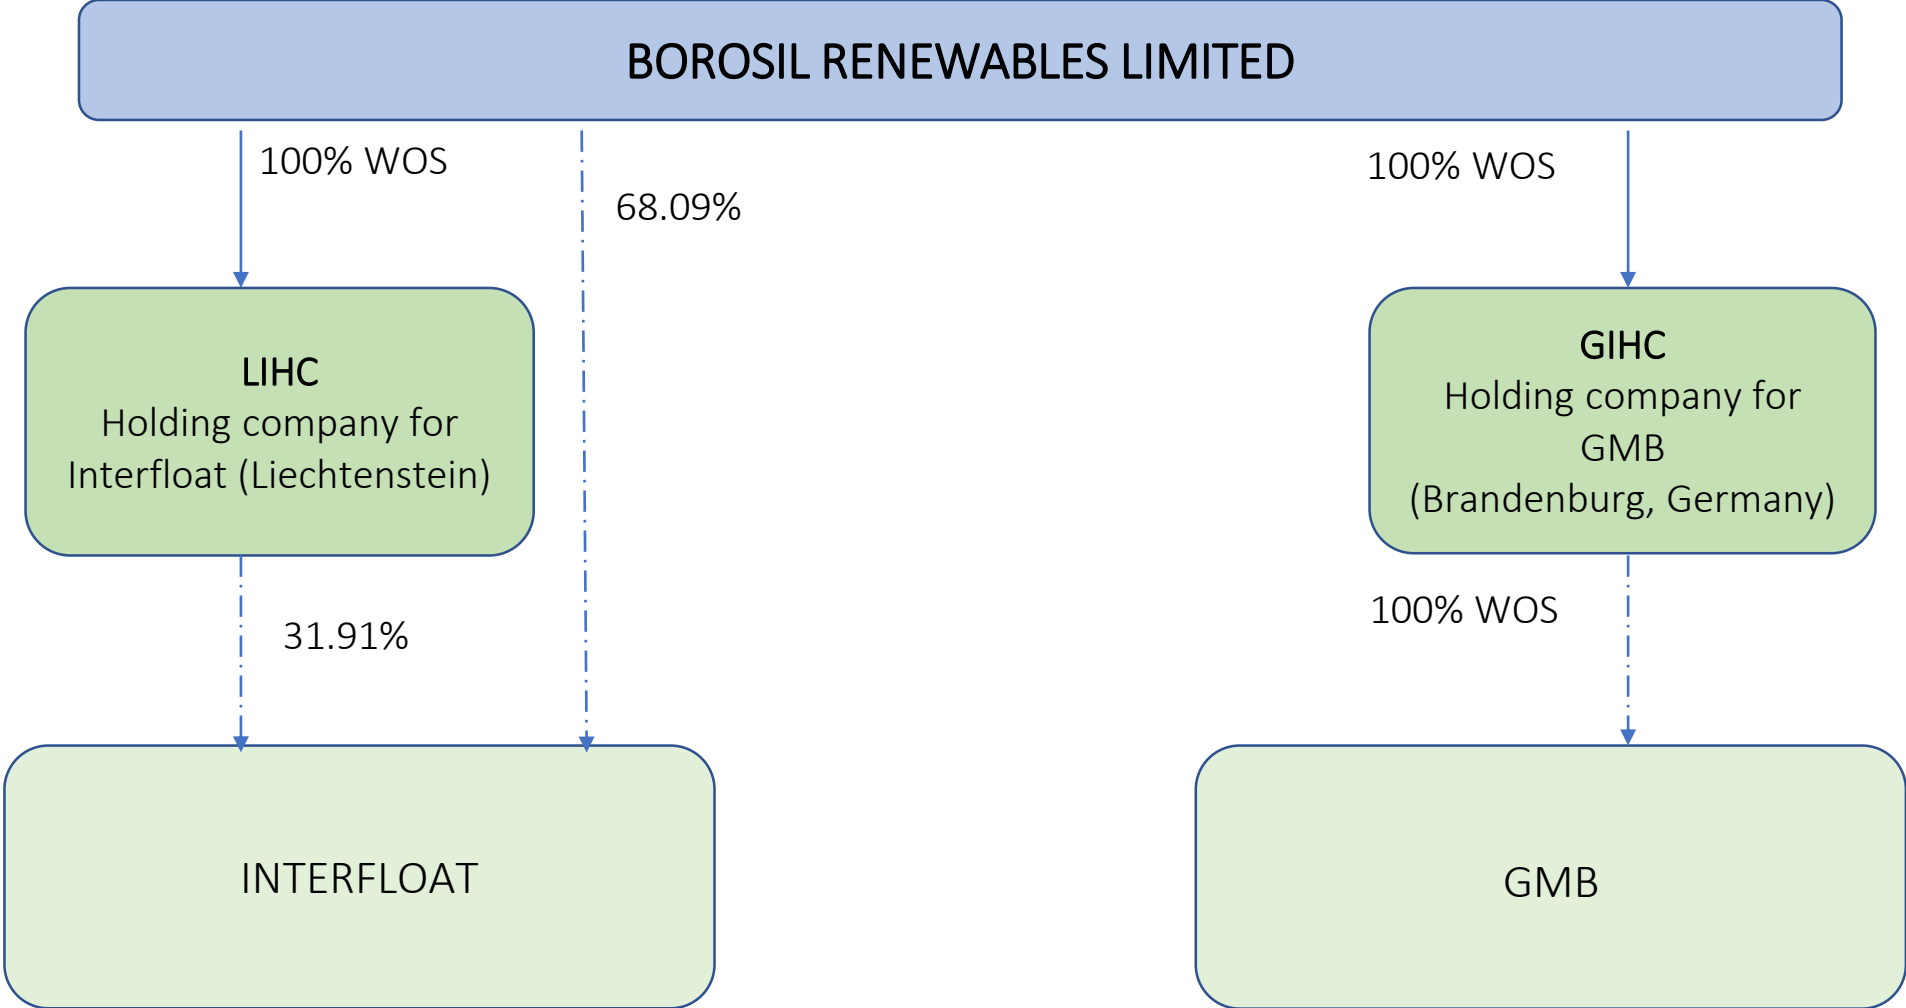 BOROSIL RENEWABLES LIMITED
100% WOS
68.09%
100% WOS
LIHC
Holding company for
Interfloat (Liechtenstein)
GIHC
Holding company for
GMB
(Brandenburg, Germany)
31.91%
100% WOS
INTERFLOAT
GMB